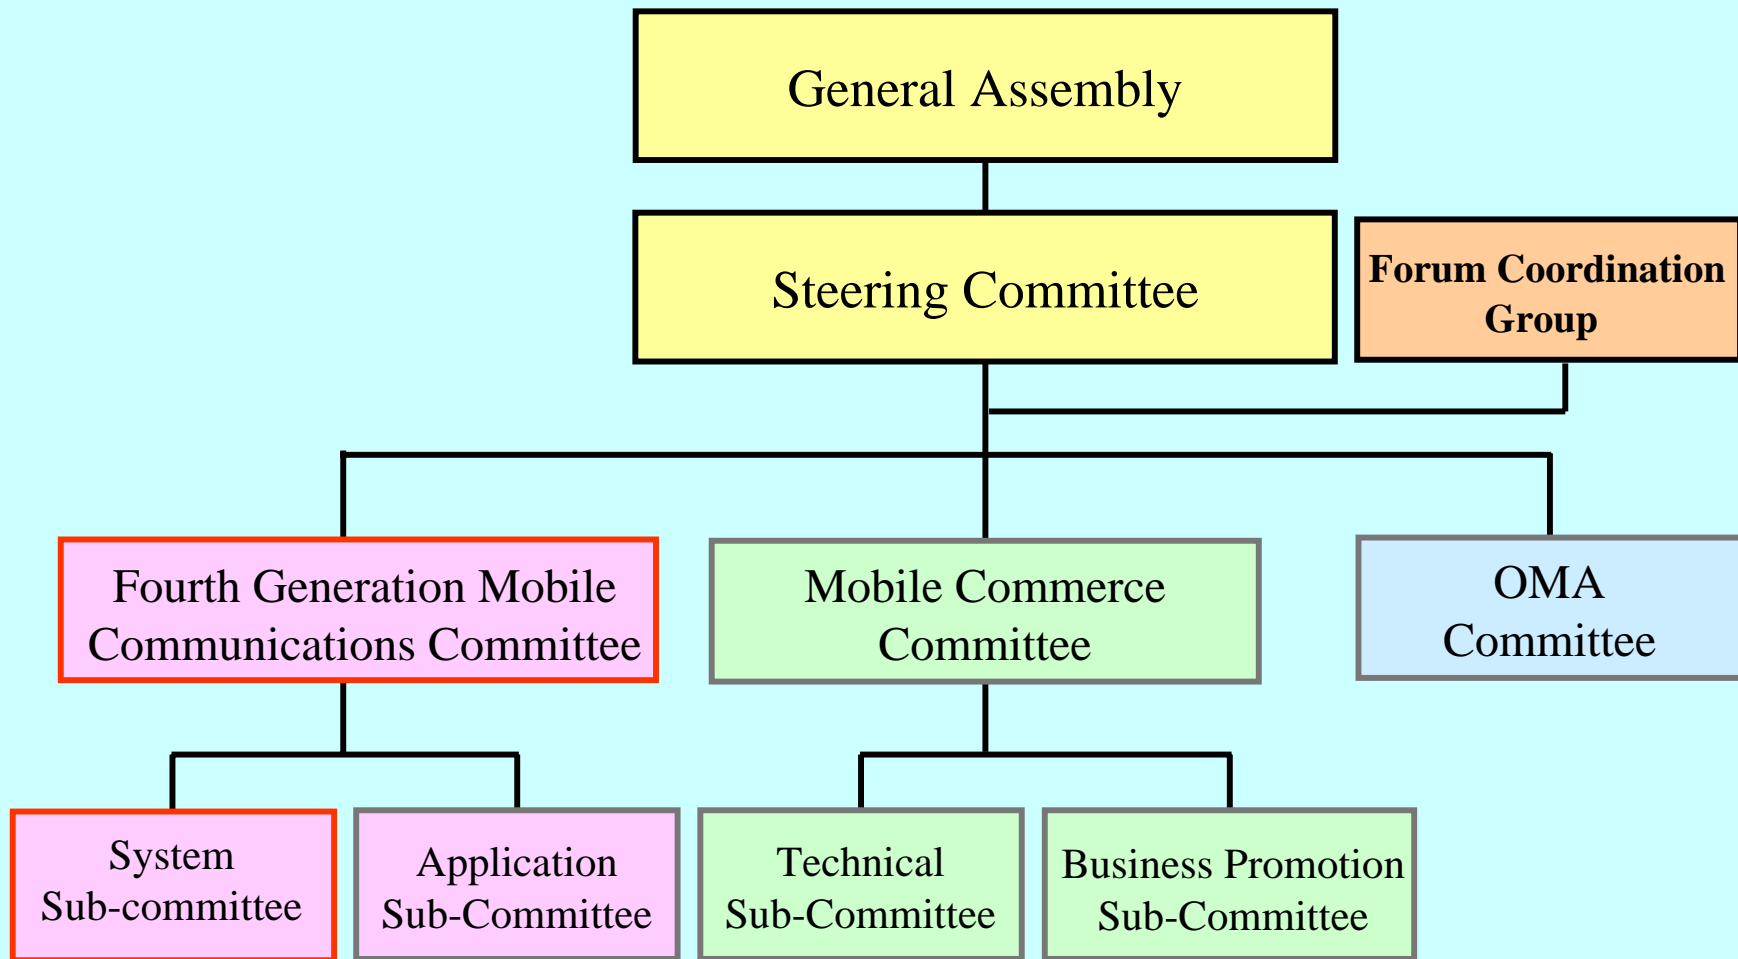 General Assembly
Steering Committee
Forum Coordination
Group
Fourth Generation Mobile
Communications Committee
Mobile Commerce
Committee
OMA
Committee
System
Sub-committee
Application
Sub-Committee
Technical
Sub-Committee
Business Promotion
Sub-Committee